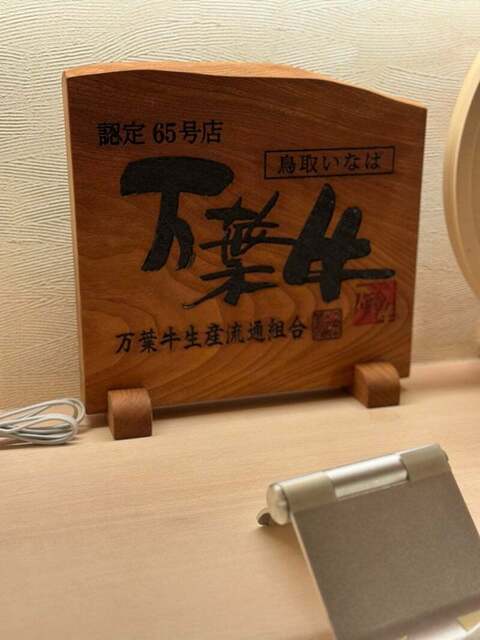 認定 65号店
鳥取いなば
万葉牛
万葉牛生産流通組合